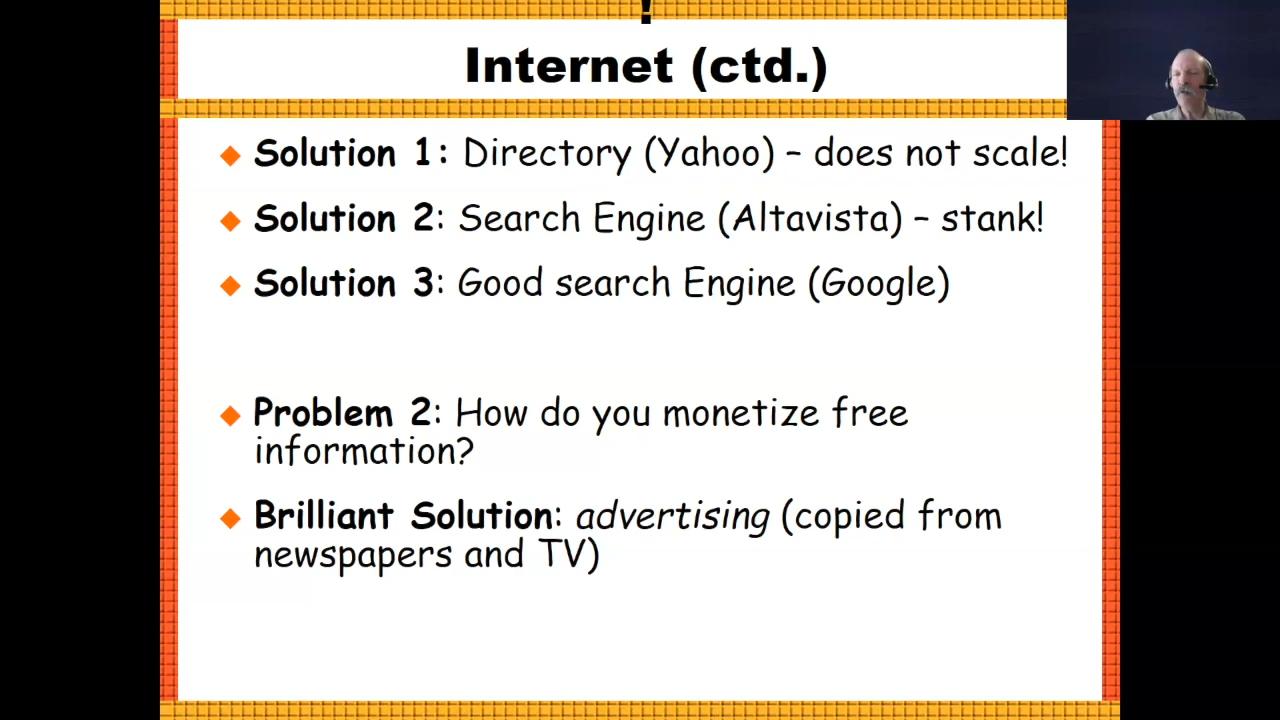 !
Internet (ctd.)
◆ Solution 1: Directory (Yahoo) – does not scale!
◆ Solution 2: Search Engine (Altavista) – stank!
◆ Solution 3: Good search Engine (Google)
◆ Problem 2: How do you monetize free
information?
◆ Brilliant Solution: advertising (copied from
newspapers and TV)